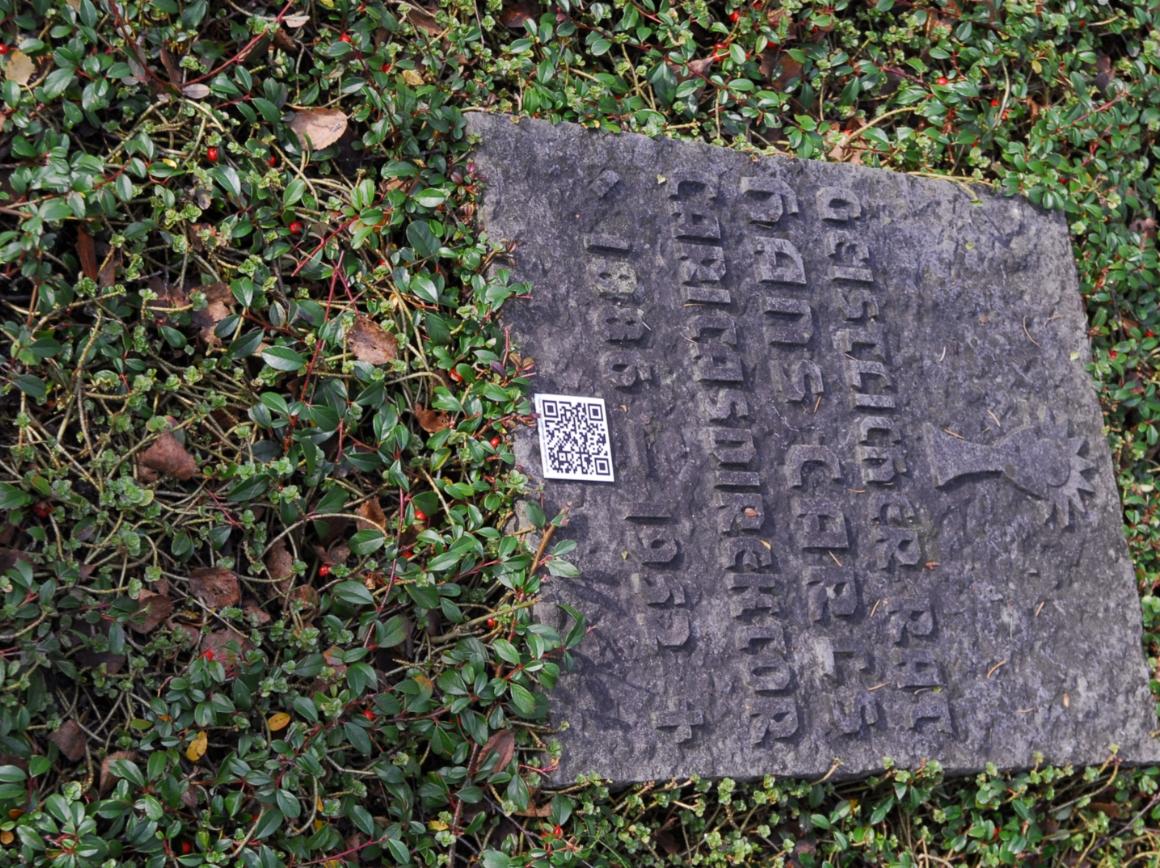 GEISTLICHER RAT
HANS CARLS
CARITASDIREKTOR
* 1886 — 1952 +